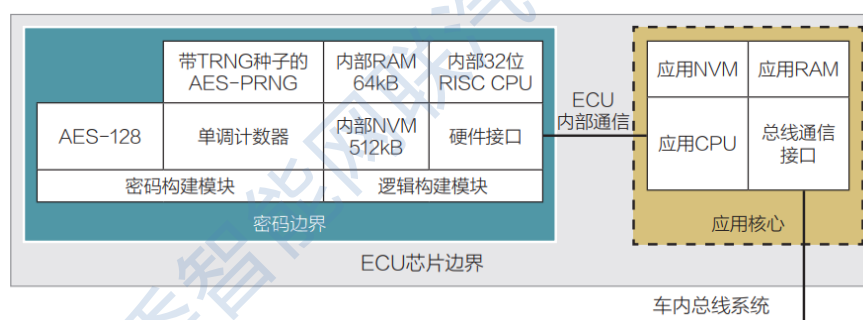 带TRNG种子的
AES-PRNG
内部RAM
64kB
内部32位
RISC CPU
AES-128
单调计数器
内部NVM
512kB
硬件接口
密码构建模块
逻辑构建模块
密码边界
ECU
内部通信
应用NVM
应用RAM
应用CPU
总线通信
接口
应用核心
ECU芯片边界
车内总线系统
智能网联汽